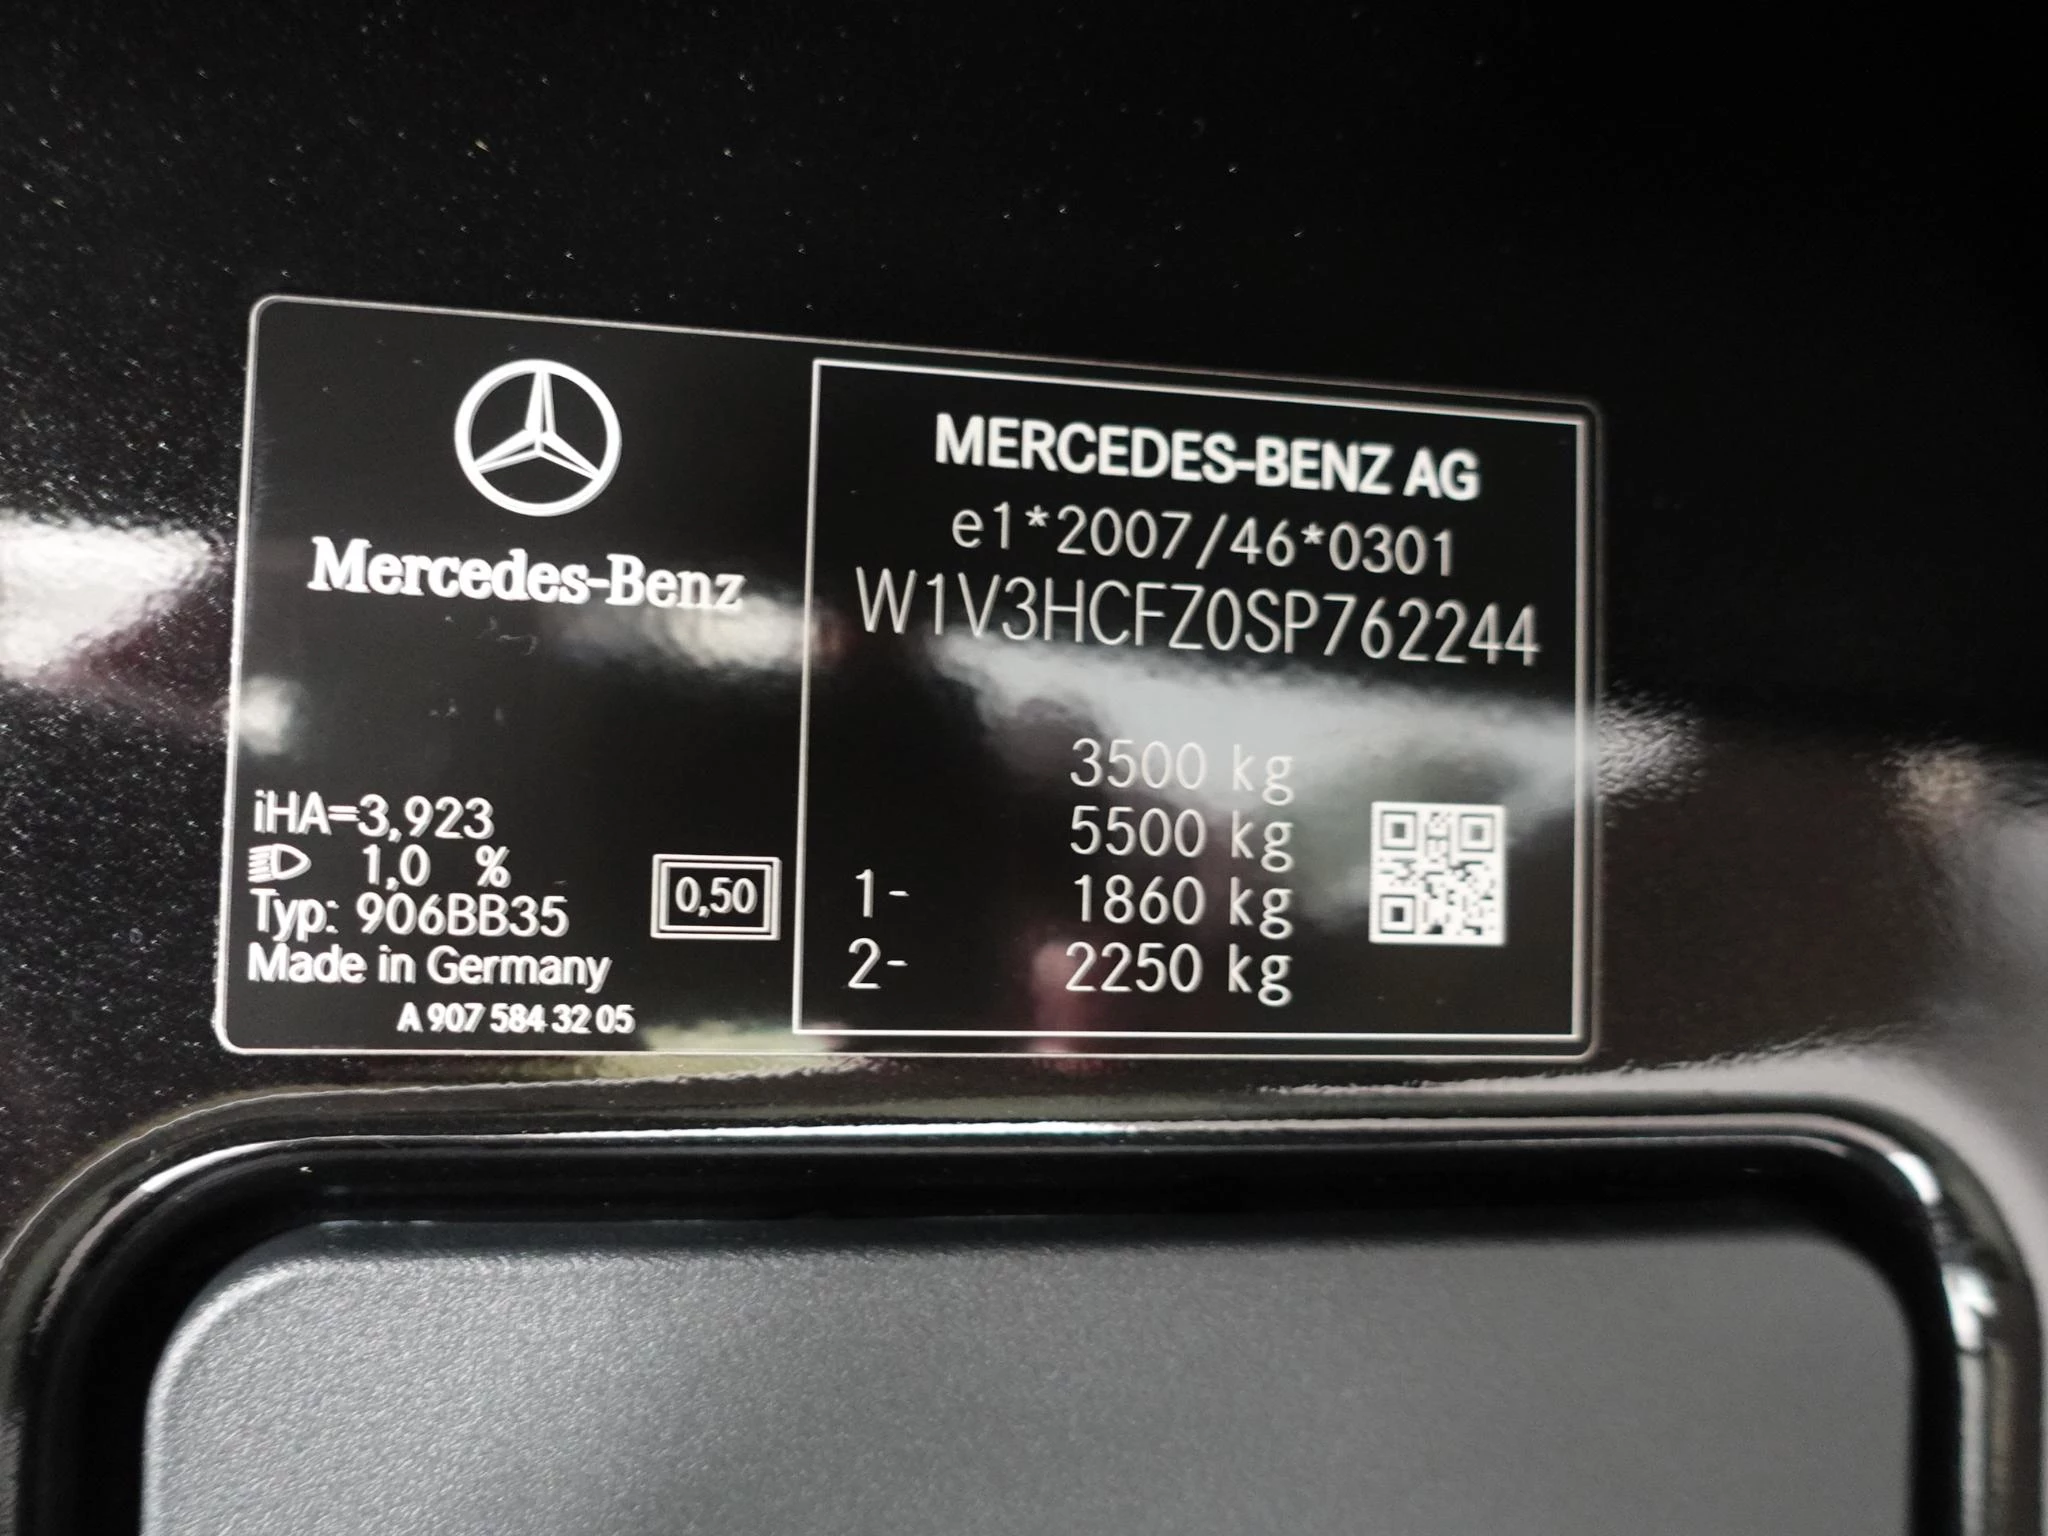 Mercedes-Benz
iHA=3,923
1,0 %
Typ: 906BB35
Made in Germany
A 907 584 32 05
0,50
MERCEDES-BENZ AG
e1*2007/46*0301
W1V3HCFZ0SP762244
3500 kg
5500 kg
1- 1860 kg
2- 2250 kg